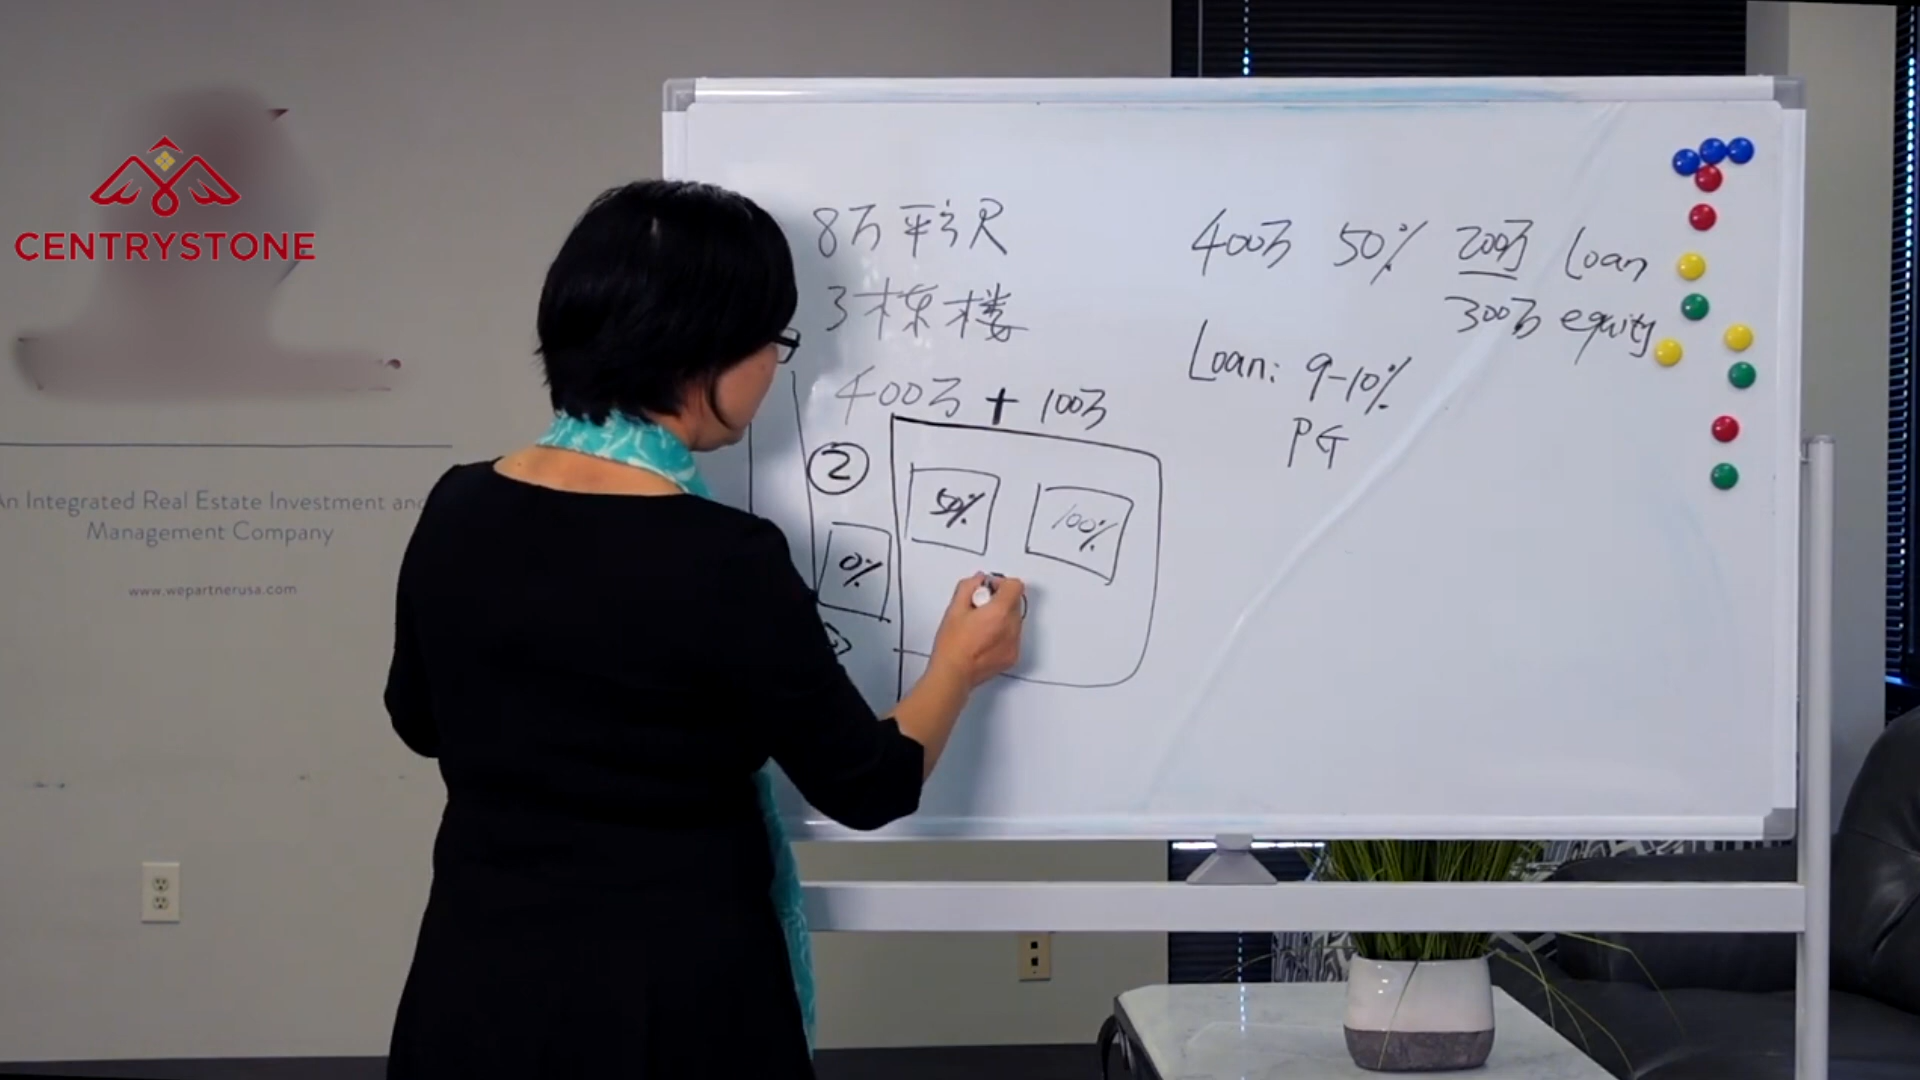 CENTRYSTONE
An Integrated Real Estate Investment and
Management Company
www.wepartnerusa.com
8万 平方尺
3栋楼
400万 + 100万
②
50%
100%
0%
400万 50% 200万 Loan
300万 equity
Loan: 9-10%
PG